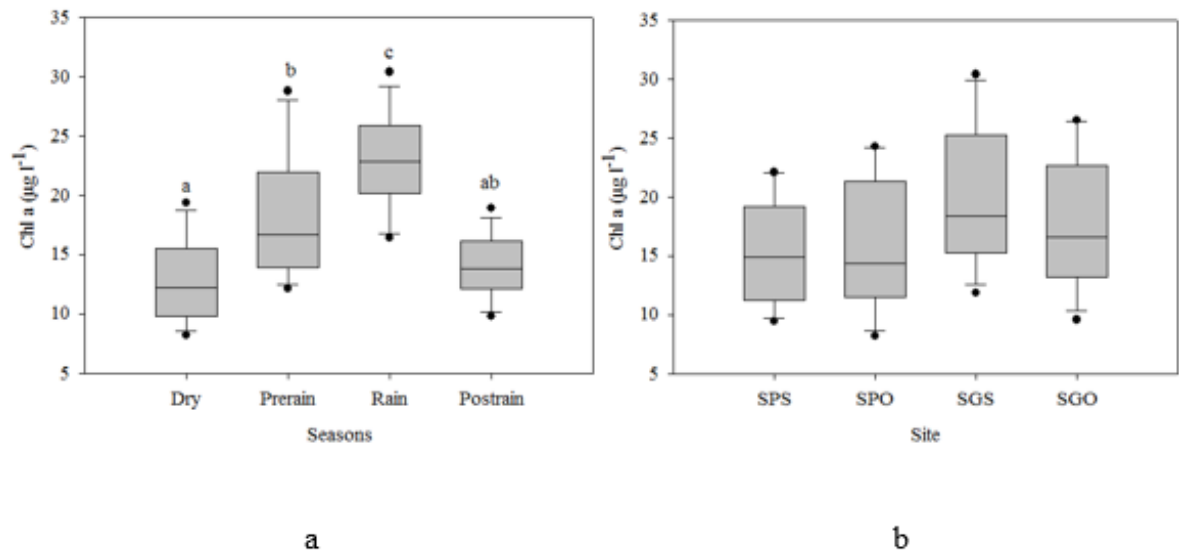 35
30
25
20
15
10
5
Chl a (µg l-1)
a
b
c
ab
Dry Prerain Rain Postrain
Seasons
a
35
30
25
20
15
10
5
Chl a (µg l-1)
SPS SPO SGS SGO
Site
b